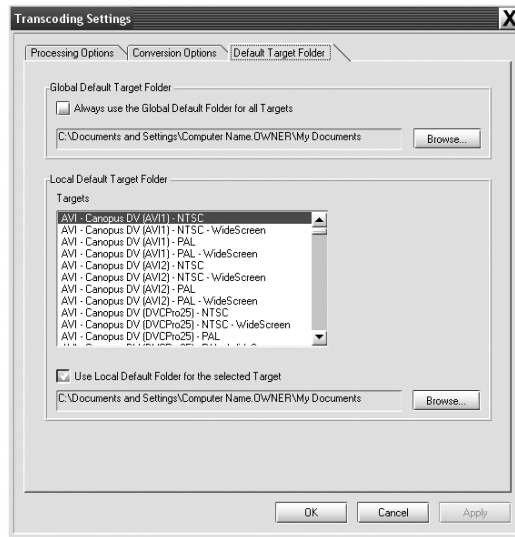 Transcoding Settings
X
Processing Options Conversion Options Default Target Folder
Global Default Target Folder
Always use the Global Default Folder for all Targets
C:\Documents and Settings\Computer Name.OWNER\My Documents Browse...
Local Default Target Folder
Targets
AVI - Canopus DV (AVI1) - NTSC
AVI - Canopus DV (AVI1) - NTSC - WideScreen
AVI - Canopus DV (AVI1) - PAL
AVI - Canopus DV (AVI1) - PAL - WideScreen
AVI - Canopus DV (AVI2) - NTSC
AVI - Canopus DV (AVI2) - NTSC - WideScreen
AVI - Canopus DV (AVI2) - PAL
AVI - Canopus DV (AVI2) - PAL - WideScreen
AVI - Canopus DV (DVCPro25) - NTSC
AVI - Canopus DV (DVCPro25) - NTSC - WideScreen
AVI - Canopus DV (DVCPro25) - PAL
Use Local Default Folder for the selected Target
C:\Documents and Settings\Computer Name.OWNER\My Documents Browse...
OK Cancel Apply